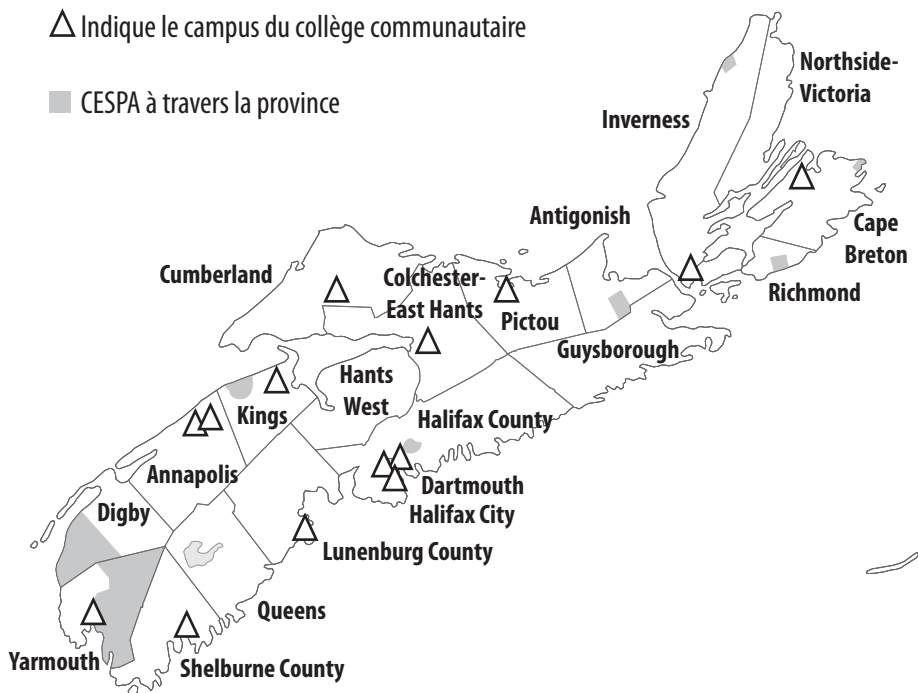 Indique le campus du collège communautaire
CESPA à travers la province
Northside-
Victoria
Inverness
Antigonish
Cape
Breton
Cumberland
Colchester-
East Hants
Richmond
Pictou
Guysborough
Hants
West
Kings
Halifax County
Annapolis
Dartmouth
Digby
Halifax City
Lunenburg County
Queens
Yarmouth
Shelburne County